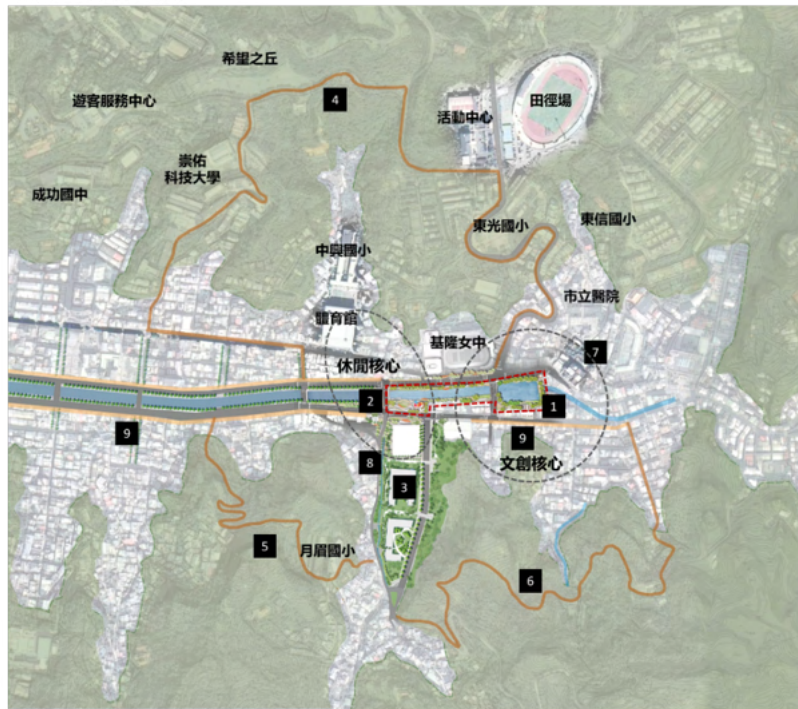 希望之丘
遊客服務中心
4
活動中心
田徑場
崇佑
科技大學
成功國中
東光國小
東信國小
中興國小
市立醫院
體育館
基隆女中
7
休閒核心
2
1
9
9
文創核心
8
3
5
月眉國小
6